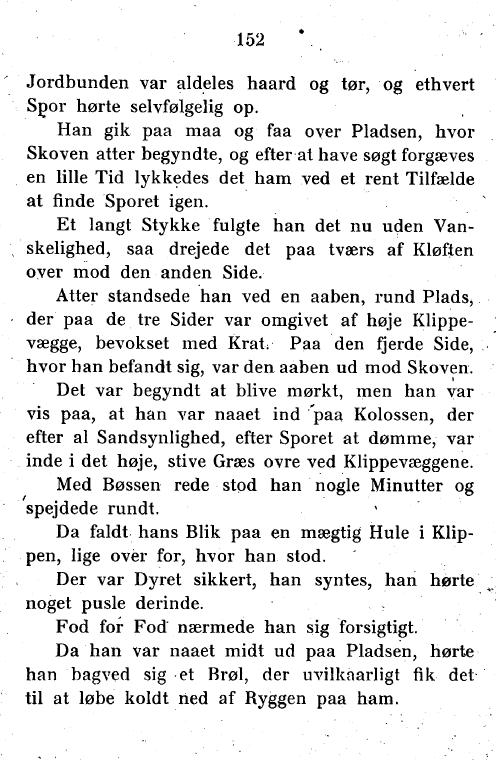 152
Jordbunden var aldeles haard og tør, og ethvert
Spor hørte selvfølgelig op.
Han gik paa maa og faa over Pladsen, hvor
Skoven atter begyndte, og efter at have søgt forgæves
en lille Tid lykkedes det ham ved et rent Tilfælde
at finde Sporet igen.
Et langt Stykke fulgte han det nu uden Van-
skelighed, saa drejede det paa tværs af Kløften
over mod den anden Side.
Atter standsede han ved en aaben, rund Plads,
der paa de tre Sider var omgivet af høje Klippe-
vægge, bevokset med Krat. Paa den fjerde Side,
hvor han befandt sig, var den aaben ud mod Skoven.
Det var begyndt at blive mørkt, men han var
vis paa, at han var naaet ind paa Kolossen, der
efter al Sandsynlighed, efter Sporet at dømme, var
inde i det høje, stive Græs ovre ved Klippevæggene.
Med Bøssen rede stod han nogle Minutter og
spejdede rundt.
Da faldt hans Blik paa en mægtig Hule i Klip-
pen, lige over for, hvor han stod.
Der var Dyret sikkert, han syntes, han hørte
noget pusle derinde.
Fod for Fod nærmede han sig forsigtigt.
Da han var naaet midt ud paa Pladsen, hørte
han bagved sig et Brøl, der uvilkaarligt fik det
til at løbe koldt ned af Ryggen paa ham.